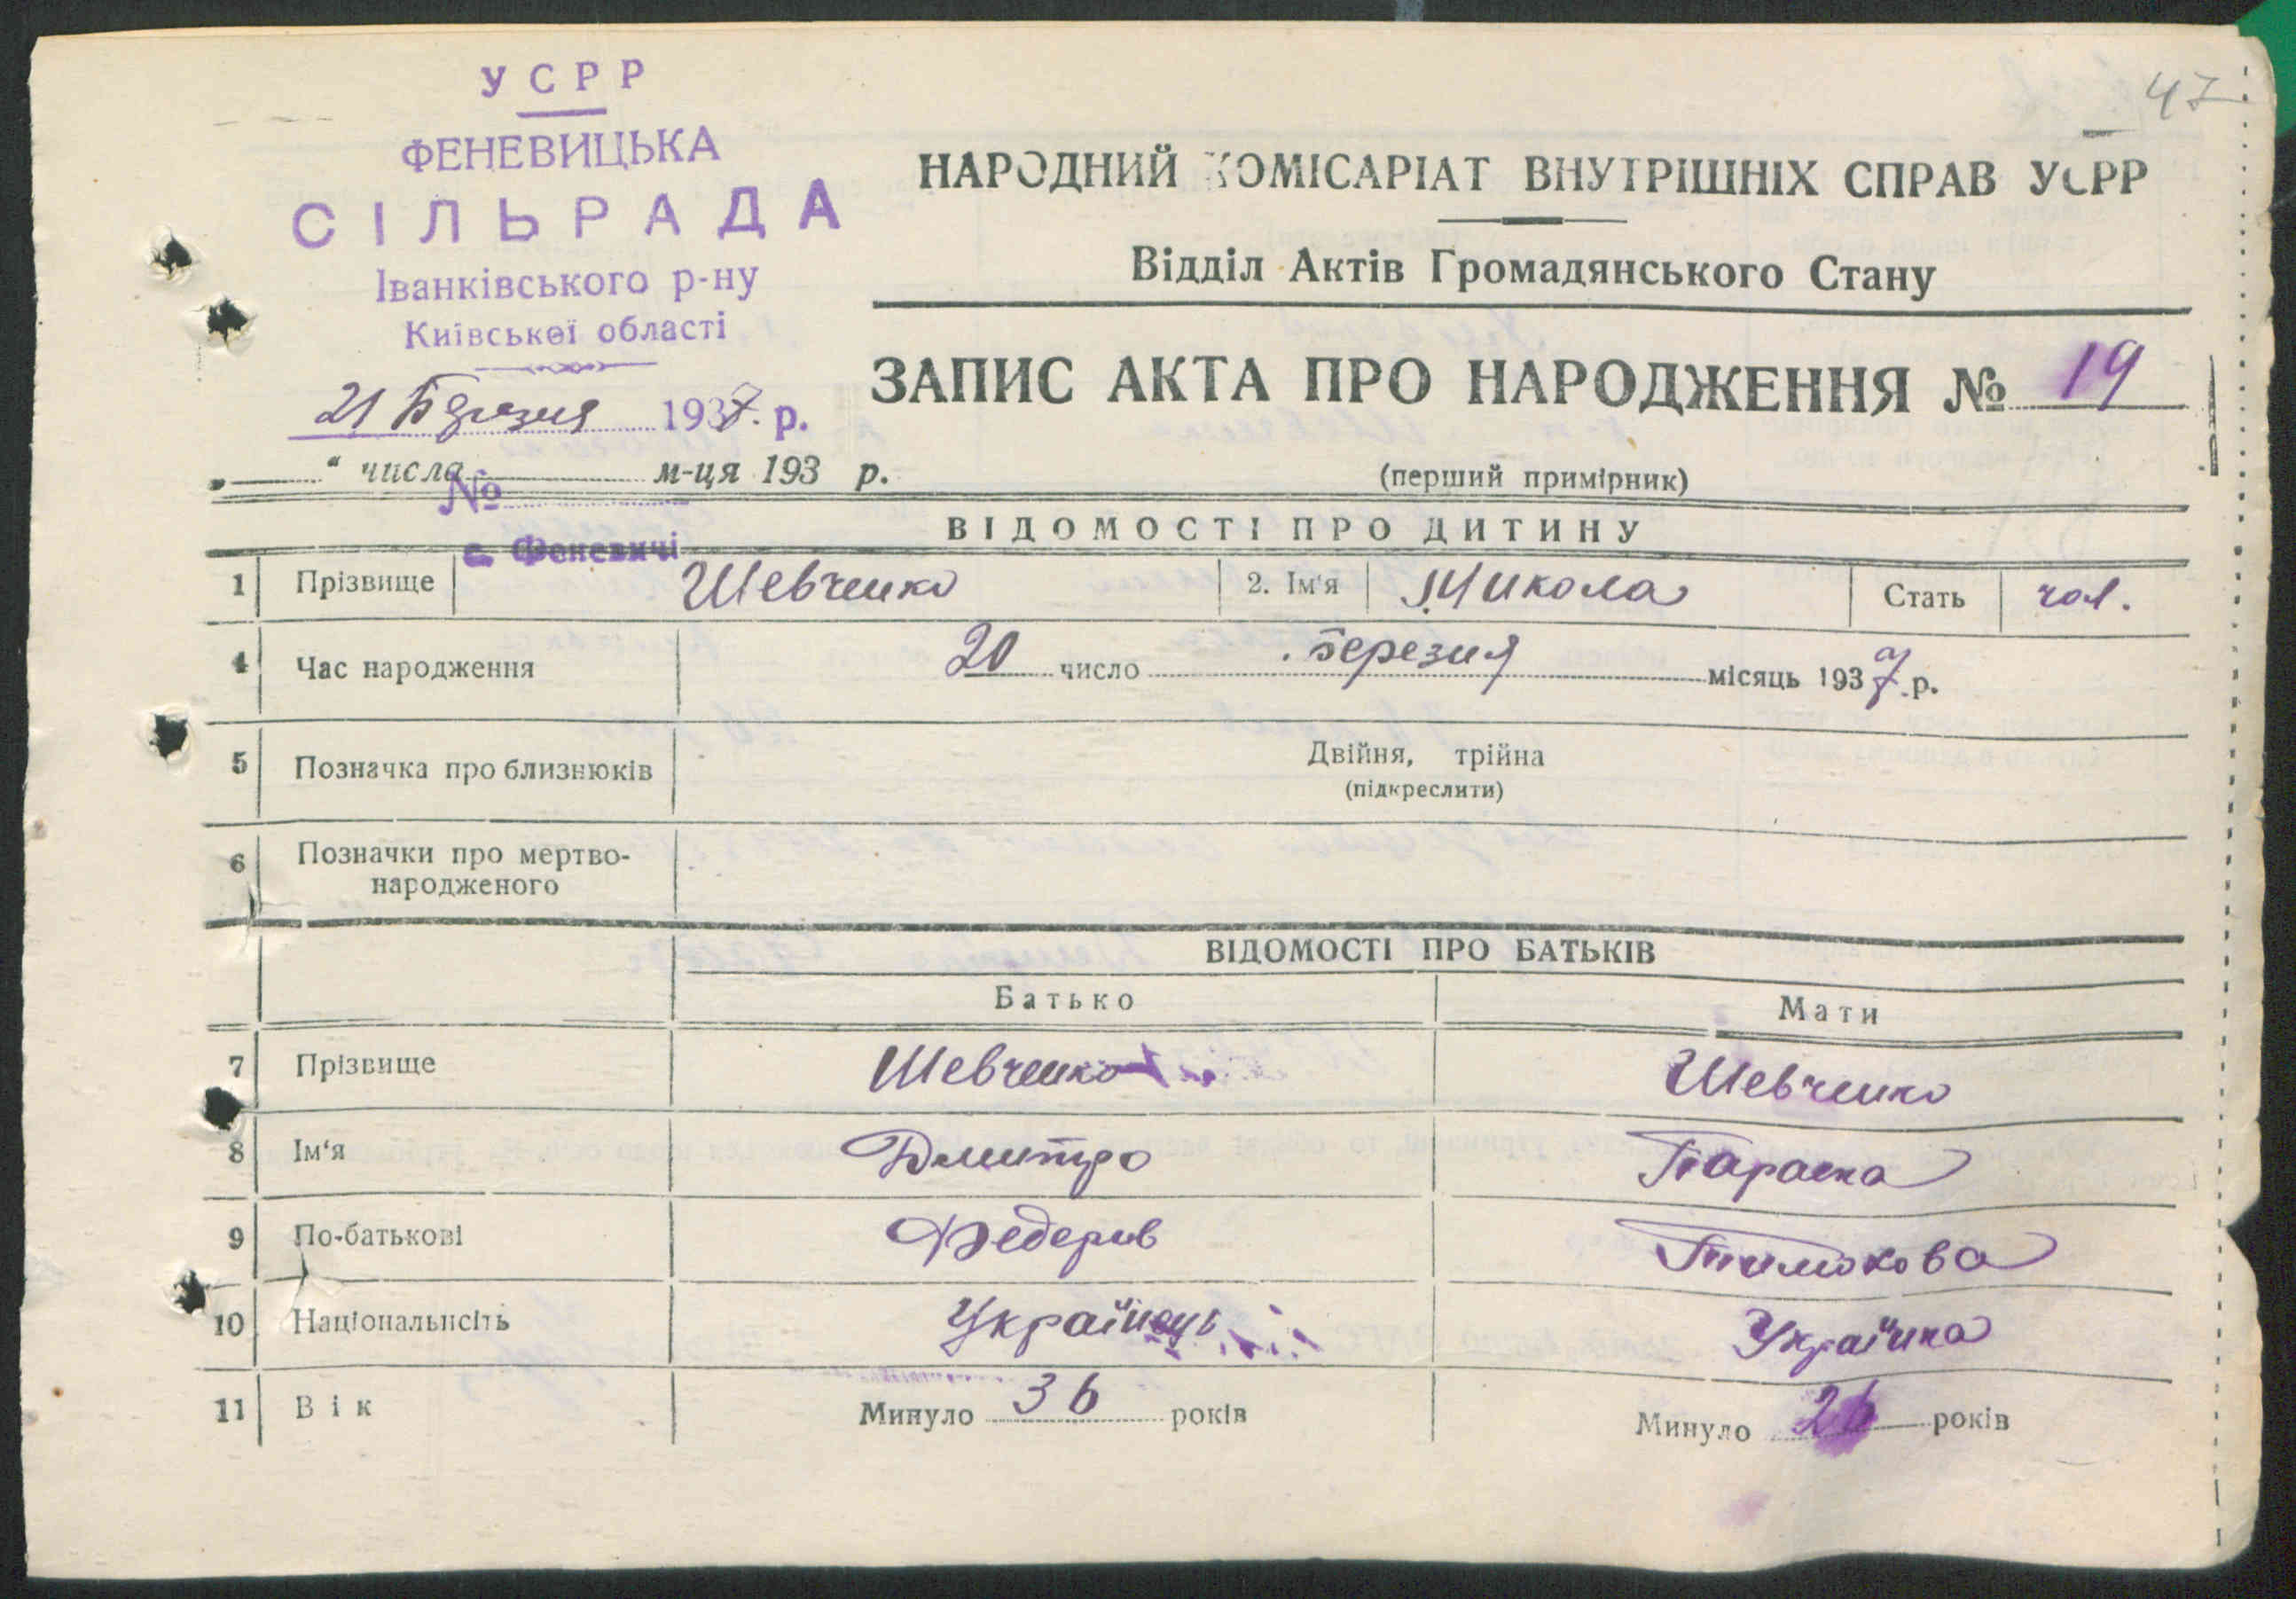 47
УСРР
ФЕНЕВИЦЬКА
СІЛЬРАДА
Іванківського р-ну
Київської області
21 Березня 1937. р.
„ “ числа м-ця 193 р.
№
с. Феневичі
НАРОДНИЙ КОМІСАРІАТ ВНУТРІШНІХ СПРАВ УСРР
Відділ Актів Громадянського Стану
ЗАПИС АКТА ПРО НАРОДЖЕННЯ № 19
(перший примірник)
ВІДОМОСТІ ПРО ДИТИНУ
1 Прізвище Шевченко 2. Ім'я Микола Стать чол.
4 Час народження 20 число березня місяць 1937 р.
5 Позначка про близнюків Двійня, трійна
(підкреслити)
6 Позначки про мертво-
народженого
ВІДОМОСТІ ПРО БАТЬКІВ
Батько Мати
7 Прізвище Шевченко Шевченко
8 Ім'я Дмитро Параска
9 По-батькові Федерив Тимохова
10 Національнсіть Українець Українка
11 Вік Минуло 36 років Минуло 26 років